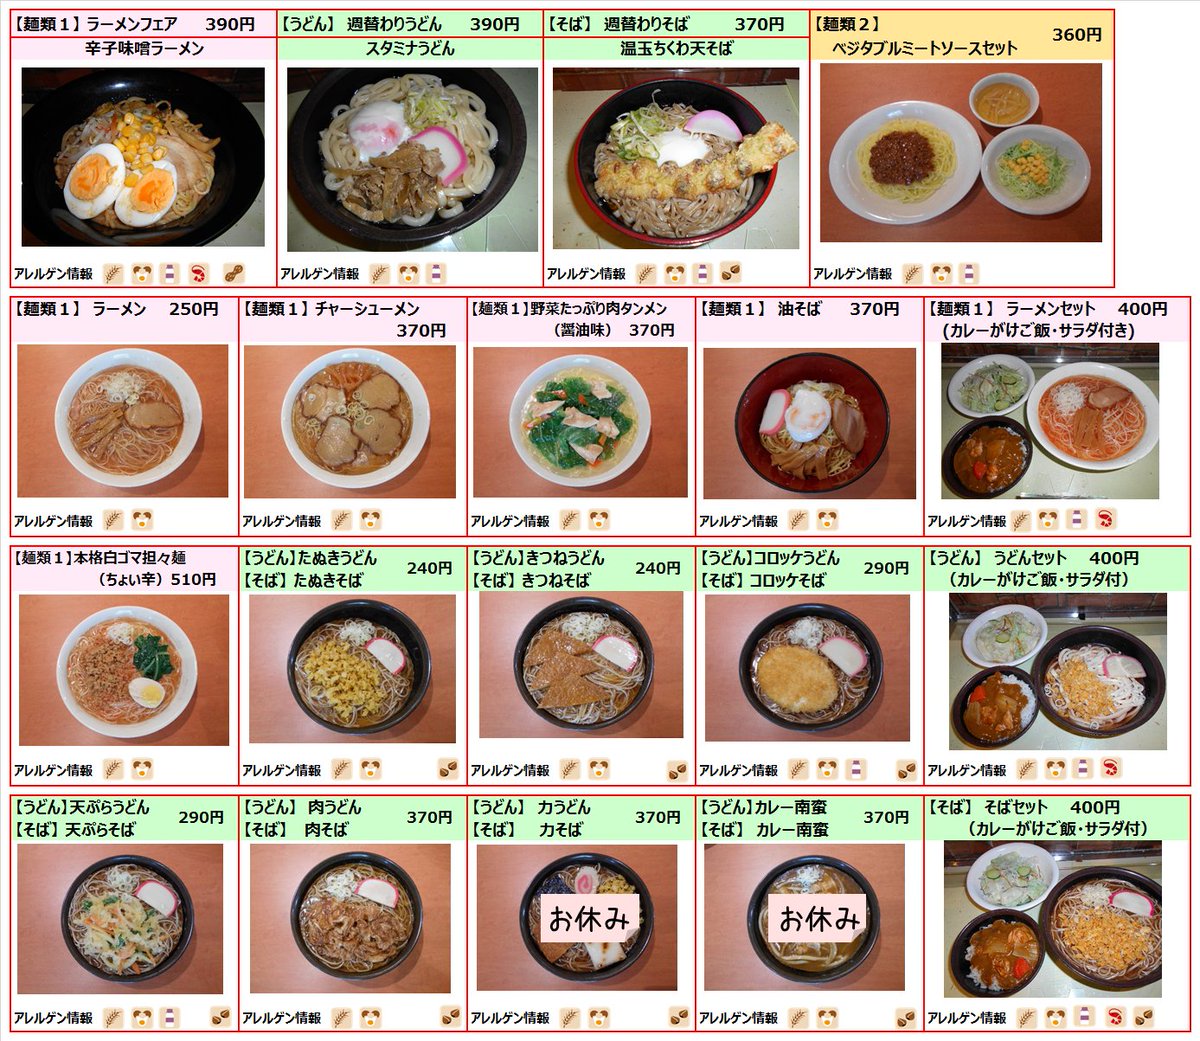 【麺類１】ラーメンフェア　390円
辛子味噌ラーメン
アレルゲン情報
【うどん】 週替わりうどん　390円
スタミナうどん
アレルゲン情報
【そば】 週替わりそば　370円
温玉ちくわ天そば
アレルゲン情報
【麺類２】
ベジタブルミートソースセット　360円
アレルゲン情報
【麺類１】 ラーメン　250円
アレルゲン情報
【麺類１】 チャーシューメン
370円
アレルゲン情報
【麺類１】野菜たっぷり肉タンメン
（醤油味）　370円
アレルゲン情報
【麺類１】 油そば　370円
アレルゲン情報
【麺類１】 ラーメンセット　400円
(カレーがけご飯・サラダ付き)
アレルゲン情報
【麺類１】本格白ゴマ担々麺
（ちょい辛）510円
アレルゲン情報
【うどん】たぬきうどん
【そば】 たぬきそば
240円
アレルゲン情報
【うどん】きつねうどん
【そば】 きつねそば
240円
アレルゲン情報
【うどん】コロッケうどん
【そば】 コロッケそば
290円
アレルゲン情報
【うどん】 うどんセット　400円
（カレーがけご飯・サラダ付）
アレルゲン情報
【うどん】天ぷらうどん
【そば】 天ぷらそば
290円
アレルゲン情報
【うどん】 肉うどん
【そば】 肉そば
370円
アレルゲン情報
【うどん】 力うどん
【そば】 力そば
370円
お休み
アレルゲン情報
【うどん】カレー南蛮
【そば】 カレー南蛮
370円
お休み
アレルゲン情報
【そば】 そばセット　400円
（カレーがけご飯・サラダ付）
アレルゲン情報